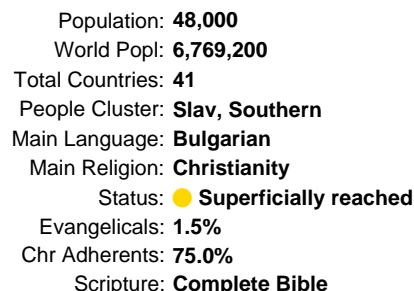 Population: 48,000
World Popl: 6,769,200
Total Countries: 41
People Cluster: Slav, Southern
Main Language: Bulgarian
Main Religion: Christianity
Status: Superficially reached
Evangelicals: 1.5%
Chr Adherents: 75.0%
Scripture: Complete Bible